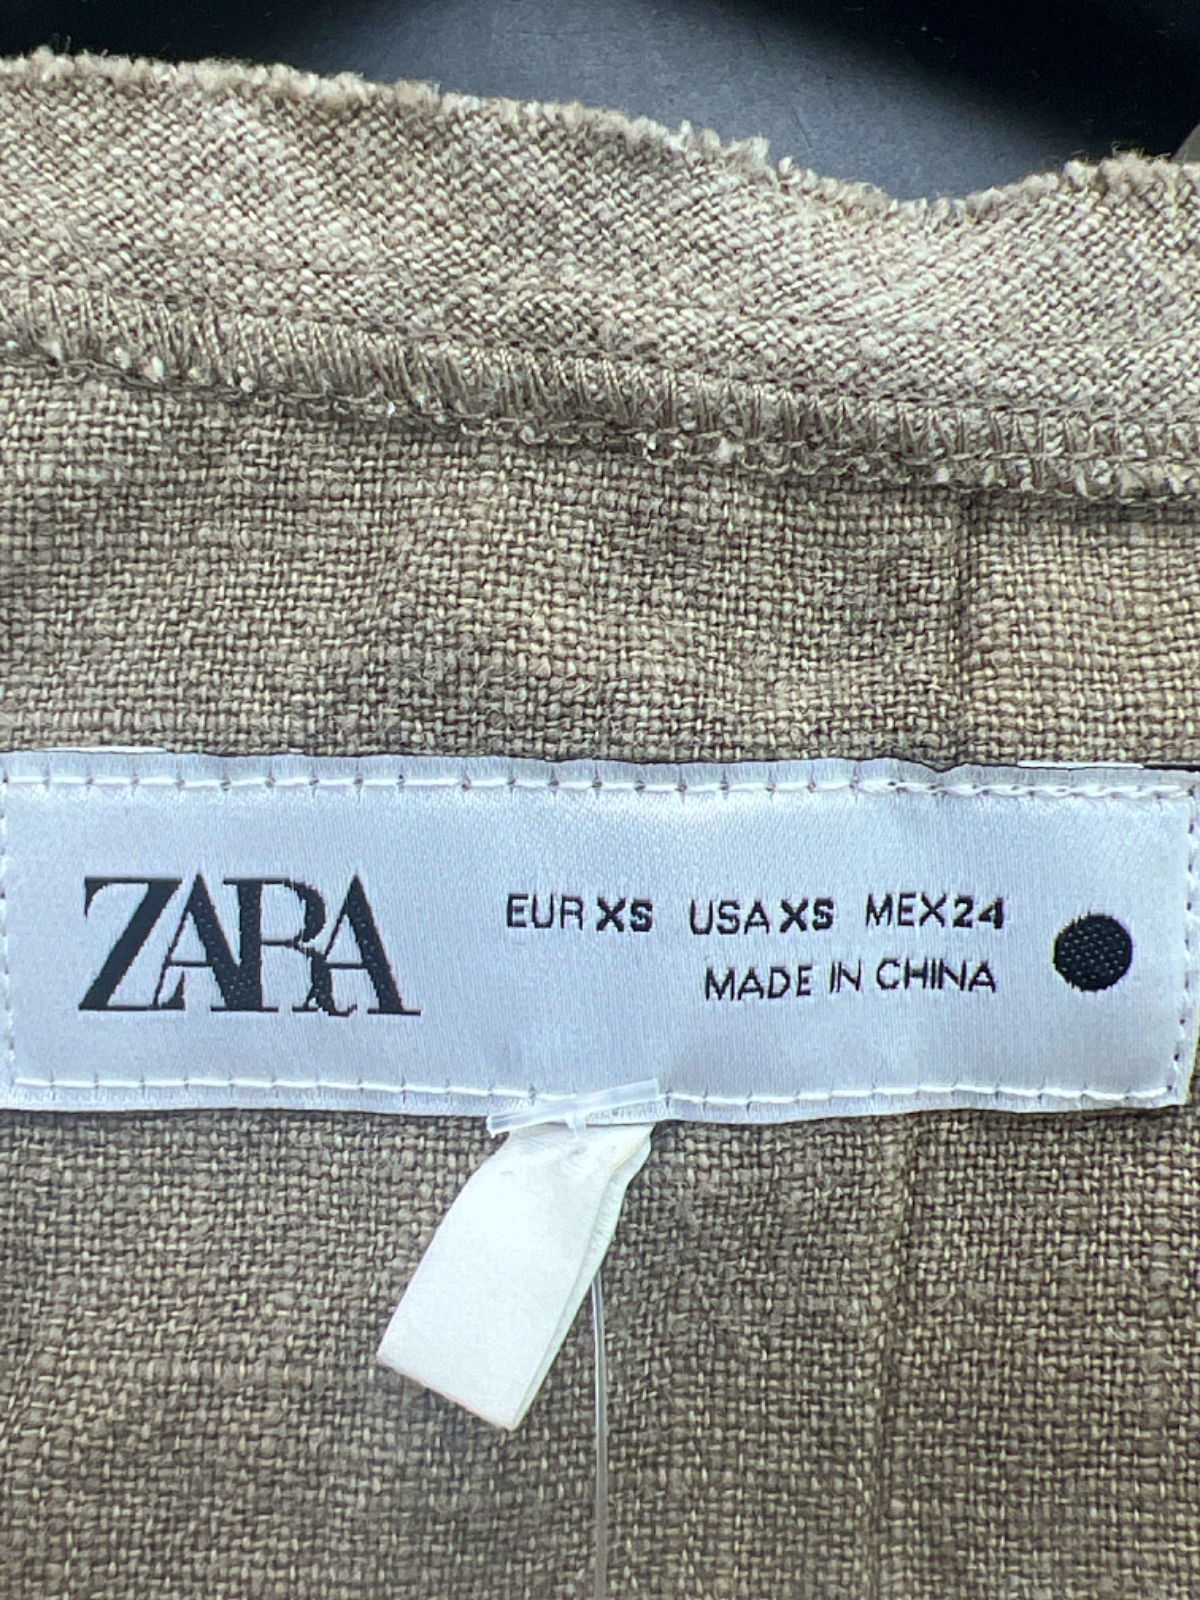 ZARA
EUR XS USA XS MEX 24
MADE IN CHINA